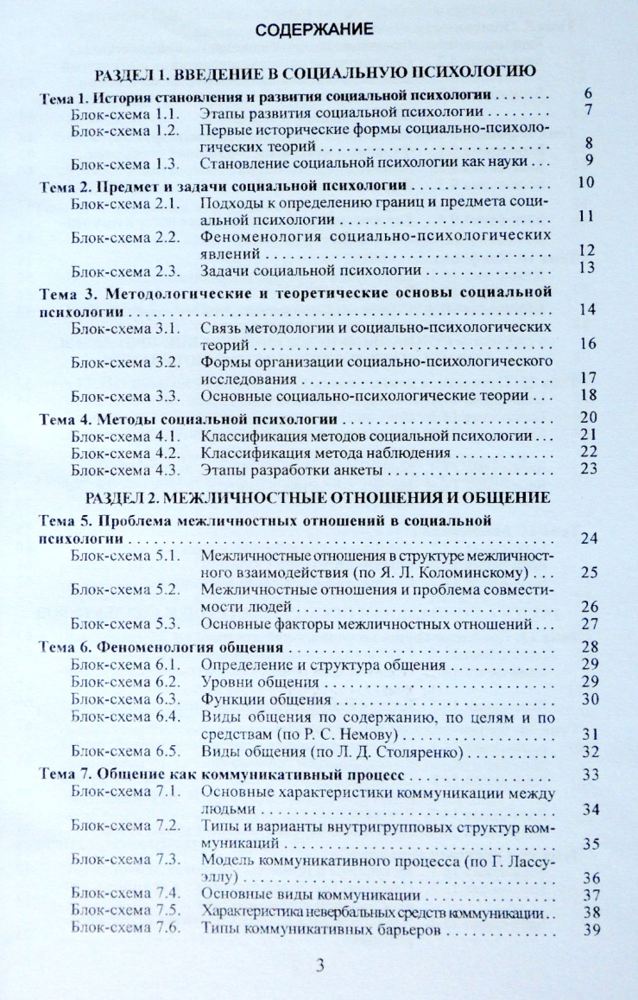 СОДЕРЖАНИЕ
РАЗДЕЛ 1. ВВЕДЕНИЕ В СОЦИАЛЬНУЮ ПСИХОЛОГИЮ
Тема 1. История становления и развития социальной психологии . . . . . . . 6
Блок-схема 1.1. Этапы развития социальной психологии . . . . . . . . 7
Блок-схема 1.2. Первые исторические формы социально-психоло-
гических теорий . . . . . . . . . . . . . . . . . . . . . . . . . . . . 8
Блок-схема 1.3. Становление социальной психологии как науки . . . 9
Тема 2. Предмет и задачи социальной психологии . . . . . . . . . . . . . . . . . 10
Блок-схема 2.1. Подходы к определению границ и предмета соци-
альной психологии . . . . . . . . . . . . . . . . . . . . . . . . . 11
Блок-схема 2.2. Феноменология социально-психологических
явлений . . . . . . . . . . . . . . . . . . . . . . . . . . . . . . . . . . 12
Блок-схема 2.3. Задачи социальной психологии . . . . . . . . . . . . . . . 13
Тема 3. Методологические и теоретические основы социальной
психологии . . . . . . . . . . . . . . . . . . . . . . . . . . . . . . . . . . . . . . . . . . . . . . . . . 14
Блок-схема 3.1. Связь методологии и социально-психологических
теорий . . . . . . . . . . . . . . . . . . . . . . . . . . . . . . . . . . . 16
Блок-схема 3.2. Формы организации социально-психологического
исследования . . . . . . . . . . . . . . . . . . . . . . . . . . . . . 17
Блок-схема 3.3. Основные социально-психологические теории . . . 18
Тема 4. Методы социальной психологии . . . . . . . . . . . . . . . . . . . . . . . . . 20
Блок-схема 4.1. Классификация методов социальной психологии . . . 21
Блок-схема 4.2. Классификация метода наблюдения . . . . . . . . . . . . 22
Блок-схема 4.3. Этапы разработки анкеты . . . . . . . . . . . . . . . . . . . 23
РАЗДЕЛ 2. МЕЖЛИЧНОСТНЫЕ ОТНОШЕНИЯ И ОБЩЕНИЕ
Тема 5. Проблема межличностных отношений в социальной
психологии . . . . . . . . . . . . . . . . . . . . . . . . . . . . . . . . . . . . . . . . . . . . . . . . . 24
Блок-схема 5.1. Межличностные отношения в структуре межличност-
ного взаимодействия (по Я. Л. Коломинскому) . . . 25
Блок-схема 5.2. Межличностные отношения и проблема совмести-
мости людей . . . . . . . . . . . . . . . . . . . . . . . . . . . . . . 26
Блок-схема 5.3. Основные факторы межличностных отношений . . . 27
Тема 6. Феноменология общения . . . . . . . . . . . . . . . . . . . . . . . . . . . . . . . 28
Блок-схема 6.1. Определение и структура общения . . . . . . . . . . . . 29
Блок-схема 6.2. Уровни общения . . . . . . . . . . . . . . . . . . . . . . . . . . . 29
Блок-схема 6.3. Функции общения . . . . . . . . . . . . . . . . . . . . . . . . . . 30
Блок-схема 6.4. Виды общения по содержанию, по целям и по
средствам (по Р. С. Немову) . . . . . . . . . . . . . . . . . . 31
Блок-схема 6.5. Виды общения (по Л. Д. Столяренко) . . . . . . . . . . 32
Тема 7. Общение как коммуникативный процесс . . . . . . . . . . . . . . . . . 33
Блок-схема 7.1. Основные характеристики коммуникации между
людьми . . . . . . . . . . . . . . . . . . . . . . . . . . . . . . . . . . 34
Блок-схема 7.2. Типы и варианты внутригрупповых структур ком-
муникаций . . . . . . . . . . . . . . . . . . . . . . . . . . . . . . . 35
Блок-схема 7.3. Модель коммуникативного процесса (по Г. Лассу-
эллу) . . . . . . . . . . . . . . . . . . . . . . . . . . . . . . . . . . . . 36
Блок-схема 7.4. Основные виды коммуникации . . . . . . . . . . . . . . . 37
Блок-схема 7.5. Характеристика невербальных средств коммуникации . . 38
Блок-схема 7.6. Типы коммуникативных барьеров . . . . . . . . . . . . . 39
3